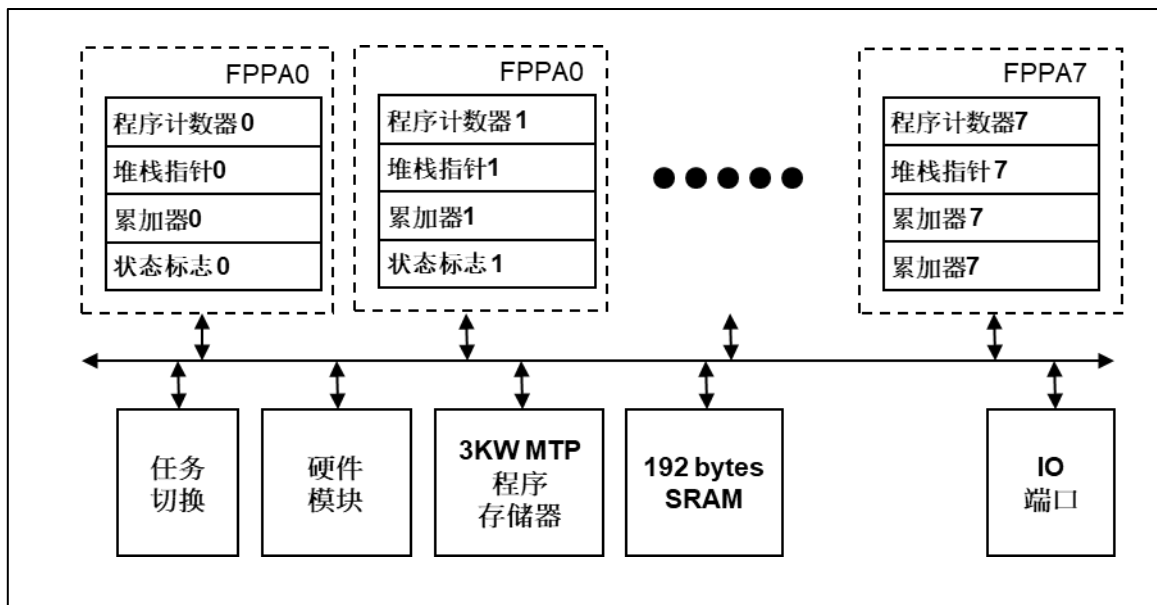 FPPA0
程序计数器0
堆栈指针0
累加器0
状态标志0
FPPA0
程序计数器1
堆栈指针1
累加器1
状态标志1
FPPA7
程序计数器7
堆栈指针7
累加器7
累加器7
任务
切换
硬件
模块
3KW MTP
程序
存储器
192 bytes
SRAM
IO
端口